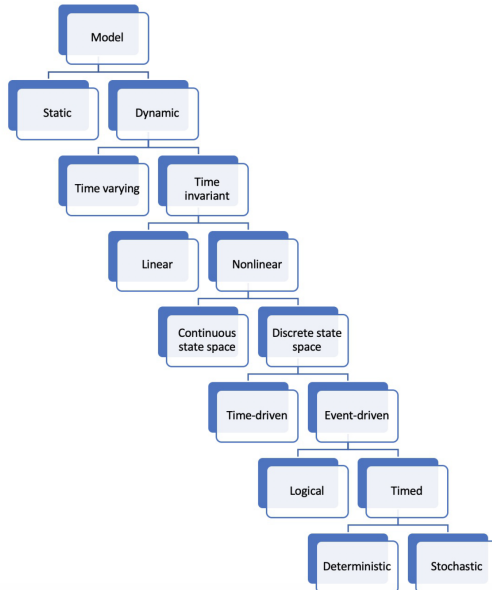 Model
Static
Dynamic
Time varying
Time
invariant
Linear
Nonlinear
Continuous
state space
Discrete state
space
Time-driven
Event-driven
Logical
Timed
Deterministic
Stochastic